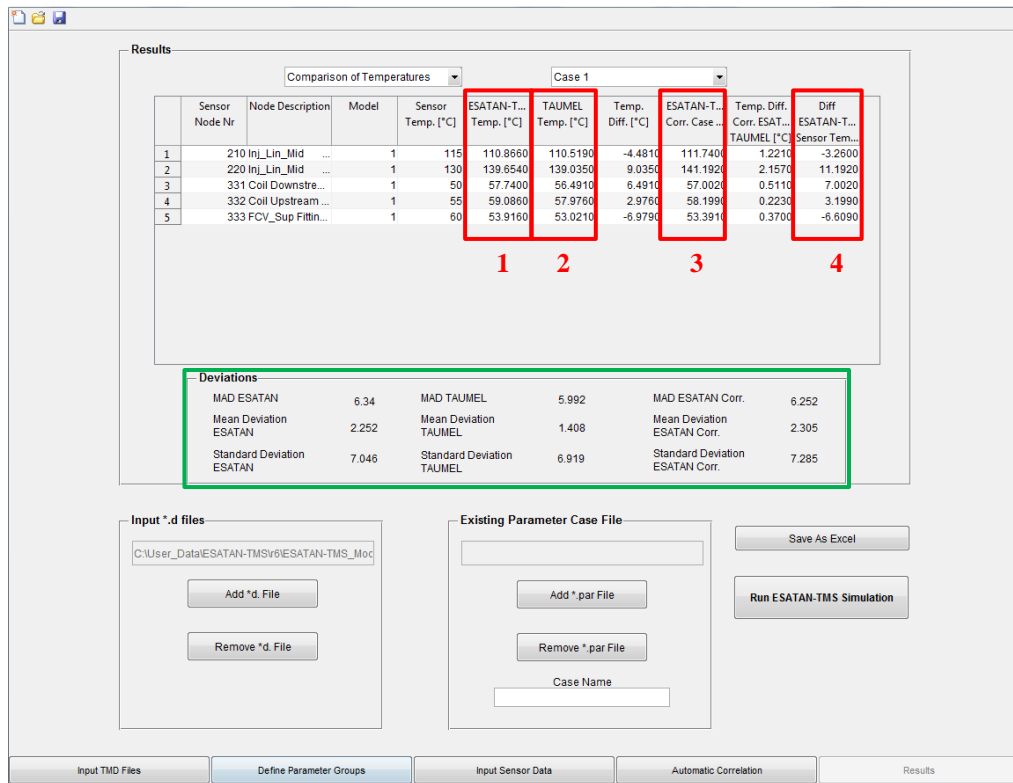 Results
Comparison of Temperatures Case 1
Sensor Node Description Model Sensor ESATAN-T... TAUMEL Temp. ESATAN-T... Temp. Diff. Diff
Node Nr Temp. [°C] Temp. [°C] Temp. [°C] Diff. [°C] Corr. Case ... Corr. ESAT... ESATAN-T...
TAUMEL [°C] Sensor Tem...
1 210 Inj_Lin_Mid ... 1 115 110.8660 110.5190 -4.4810 111.7400 1.2210 -3.2600
2 220 Inj_Lin_Mid ... 1 130 139.6540 139.0350 9.0350 141.1920 2.1570 11.1920
3 331 Coil Downstre... 1 50 57.7400 56.4910 6.4910 57.0020 0.5110 7.0020
4 332 Coil Upstream ... 1 55 59.0860 57.9760 2.9760 58.1990 0.2230 3.1990
5 333 FCV_Sup Fittin... 1 60 53.9160 53.0210 -6.9790 53.3910 0.3700 -6.6090
1 2 3 4
Deviations
MAD ESATAN 6.34 MAD TAUMEL 5.992 MAD ESATAN Corr. 6.252
Mean Deviation Mean Deviation Mean Deviation
ESATAN 2.252 TAUMEL 1.408 ESATAN Corr. 2.305
Standard Deviation Standard Deviation Standard Deviation
ESATAN 7.046 TAUMEL 6.919 ESATAN Corr. 7.285
Input *.d files Existing Parameter Case File
C:\User_Data\ESATAN-TMS\r6\ESATAN-TMS_Moc
Save As Excel
Add *d. File Add *.par File Run ESATAN-TMS Simulation
Remove *d. File Remove *.par File
Case Name
Input TMD Files Define Parameter Groups Input Sensor Data Automatic Correlation Results